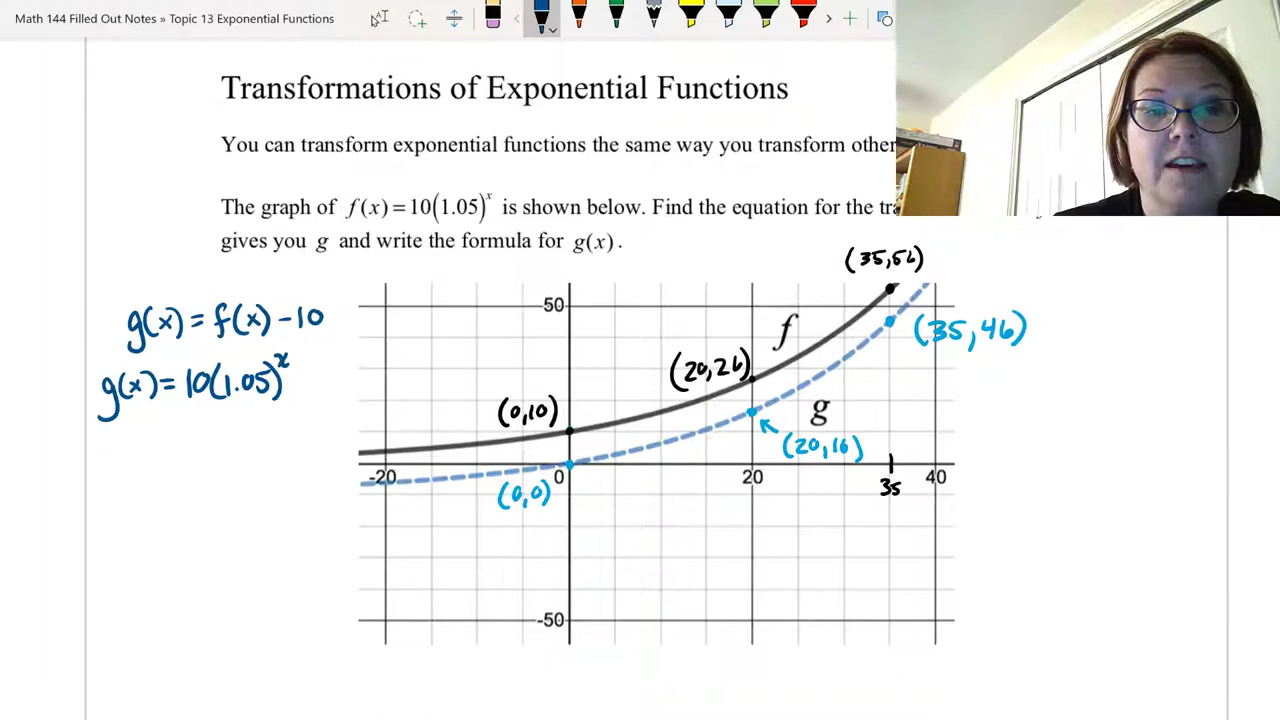 Math 144 Filled Out Notes » Topic 13 Exponential Functions
Transformations of Exponential Functions
You can transform exponential functions the same way you transform other
The graph of f(x)=10(1.05)^x is shown below. Find the equation for the tra
gives you g and write the formula for g(x).
(35,56)
g(x) = f(x) -10
50
f
(35,46)
g(x) = 10(1.05)^x
(20,26)
(0,10)
g
(20,16)
-20
0
20
35
40
(0,0)
-50